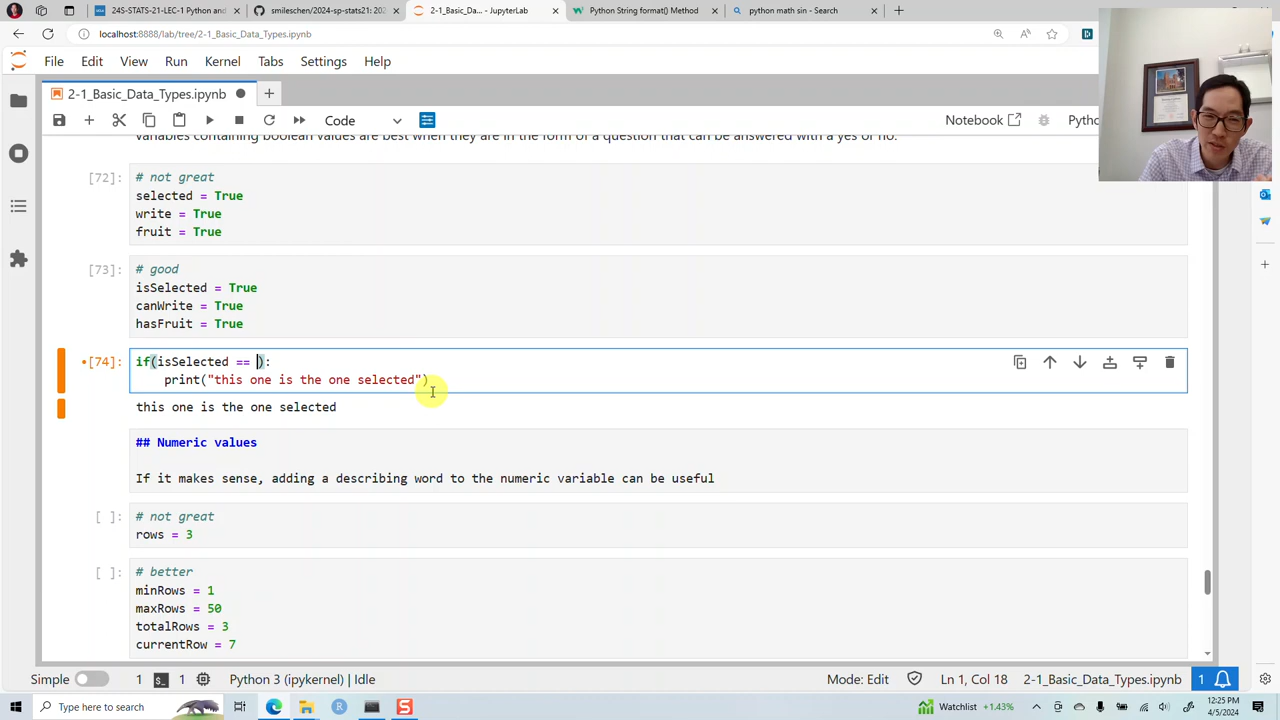 24S-STATS-21-LEC-1 Python and
smileschen/2024-sp-stats21: 202
2-1_Basic_Da... - JupyterLab
Python String format() Method
python math sin - Search
localhost:8888/lab/tree/2-1_Basic_Data_Types.ipynb
File Edit View Run Kernel Tabs Settings Help
2-1_Basic_Data_Types.ipynb
Code
Notebook
Pytho
variables containing boolean values are best when they are in the form of a question that can be answered with a yes or no.
[72]: # not great
selected = True
write = True
fruit = True
[73]: # good
isSelected = True
canWrite = True
hasFruit = True
[74]: if(isSelected == ):
print("this one is the one selected")
this one is the one selected
## Numeric values
If it makes sense, adding a describing word to the numeric variable can be useful
[ ]: # not great
rows = 3
[ ]: # better
minRows = 1
maxRows = 50
totalRows = 3
currentRow = 7
Simple 1 1 Python 3 (ipykernel) | Idle Mode: Edit Ln 1, Col 18 2-1_Basic_Data_Types.ipynb 1
Type here to search
Watchlist +1.43%
12:25 PM
4/5/2024